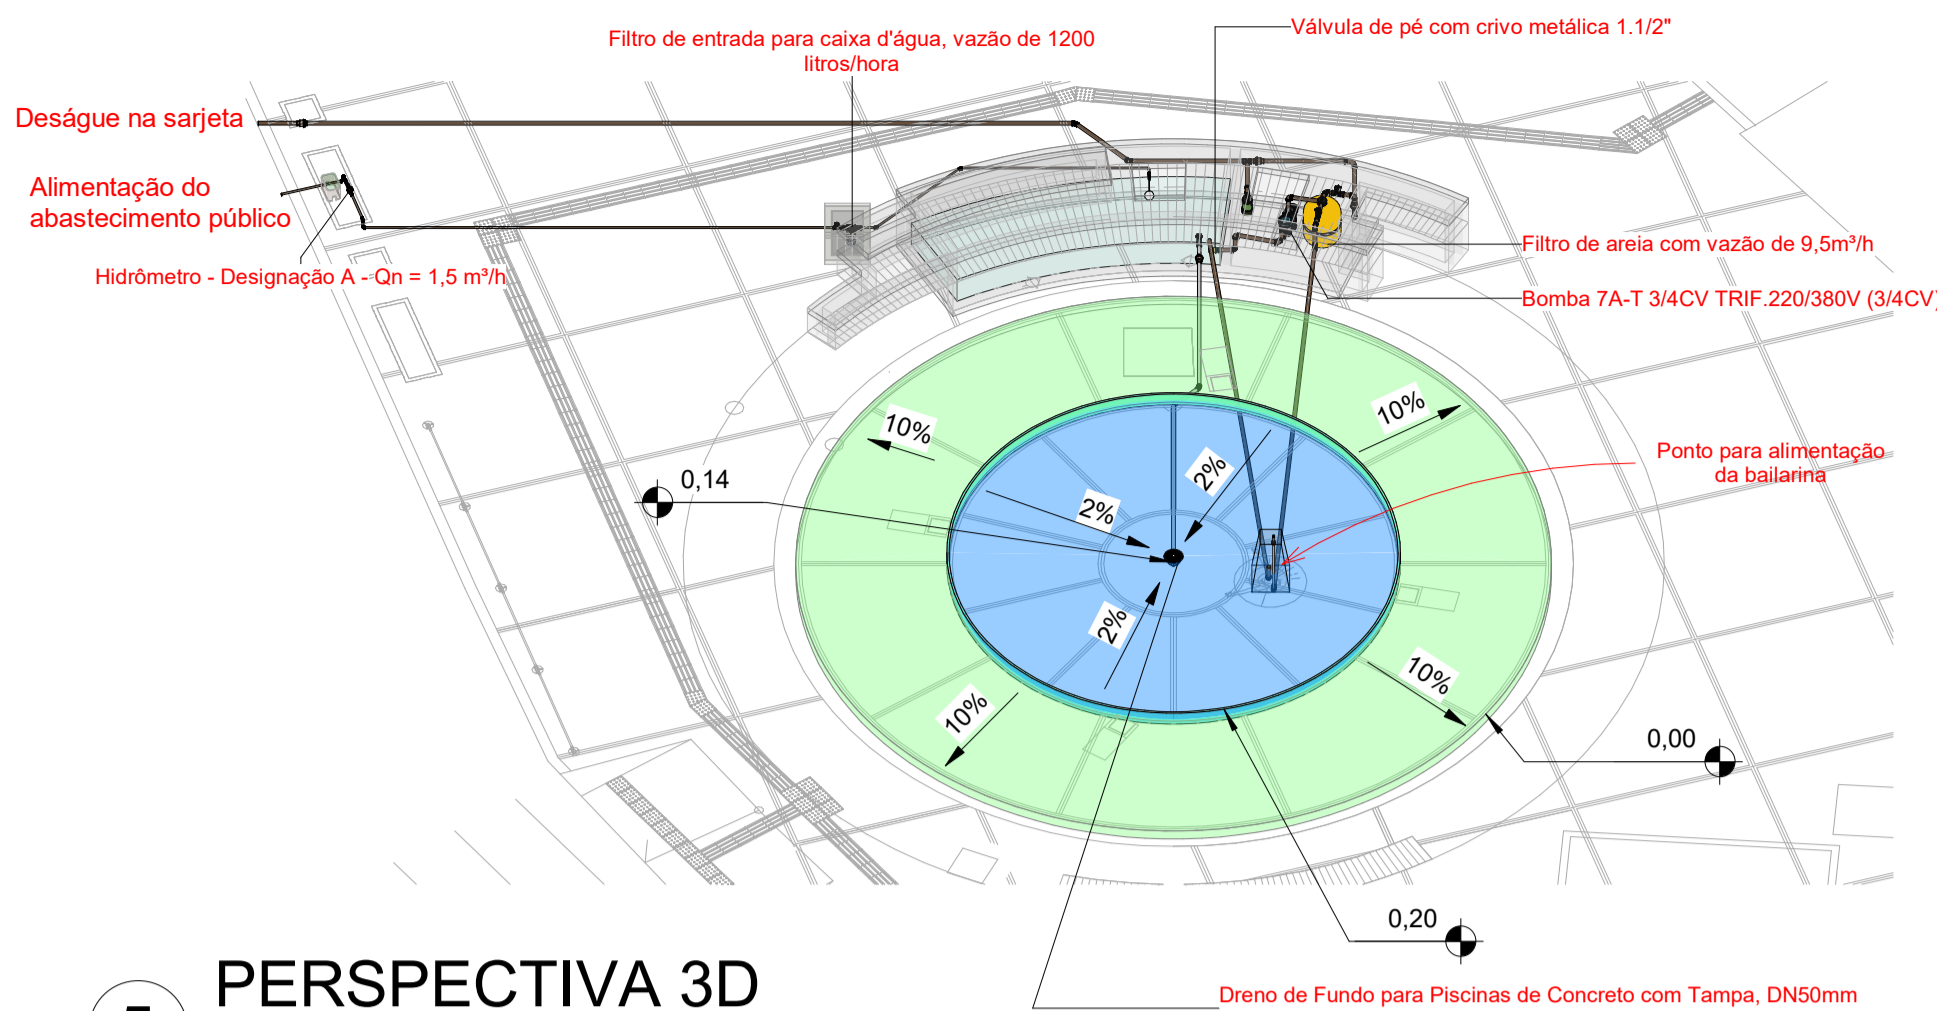 Válvula de pé com crivo metálica 1.1/2"
Filtro de entrada para caixa d'água, vazão de 1200
litros/hora
Deságue na sarjeta
Alimentação do
abastecimento público
Hidrômetro - Designação A - Qn = 1,5 m³/h
Filtro de areia com vazão de 9,5m³/h
Bomba 7A-T 3/4CV TRIF.220/380V (3/4CV)
10%
10%
Ponto para alimentação
da bailarina
0,14
2%
2%
2%
10%
10%
0,00
0,20
PERSPECTIVA 3D
Dreno de Fundo para Piscinas de Concreto com Tampa, DN50mm